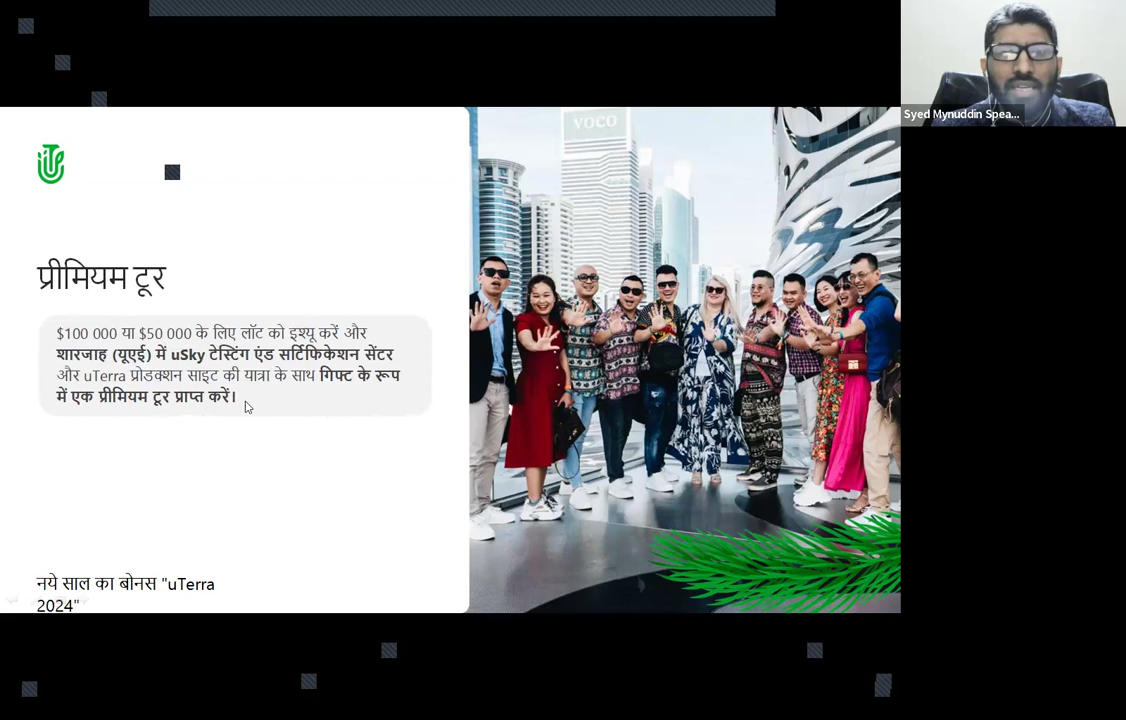 VOCO
Syed Mynuddin Spea...
प्रीमियम टूर
$100 000 या $50 000 के लिए लॉट को इश्यू करें और
शारजाह (यूएई) में uSky टेस्टिंग एंड सर्टिफिकेशन सेंटर
और uTerra प्रोडक्शन साइट की यात्रा के साथ गिफ्ट के रूप
में एक प्रीमियम टूर प्राप्त करें।
नये साल का बोनस "uTerra
2024"